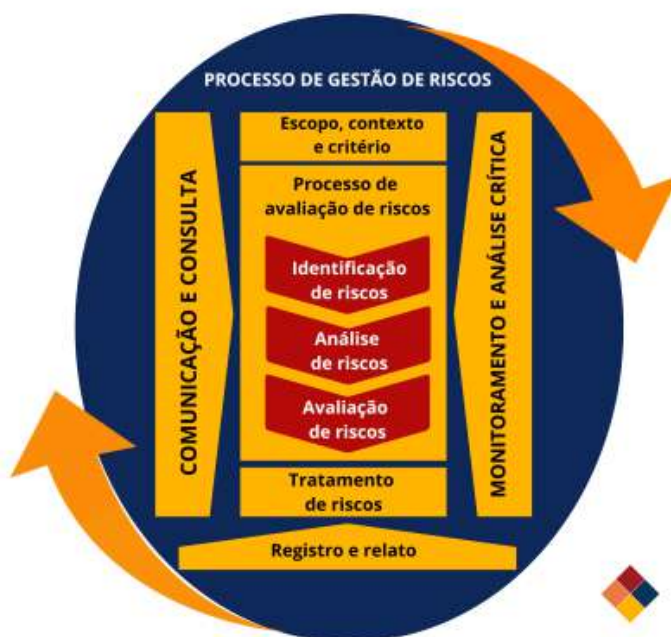 PROCESSO DE GESTÃO DE RISCOS
Escopo, contexto
e critério
Processo de
avaliação de riscos
Identificação
de riscos
Análise
de riscos
Avaliação
de riscos
Tratamento
de riscos
Registro e relato
COMUNICAÇÃO E CONSULTA
MONITORAMENTO E ANÁLISE CRÍTICA